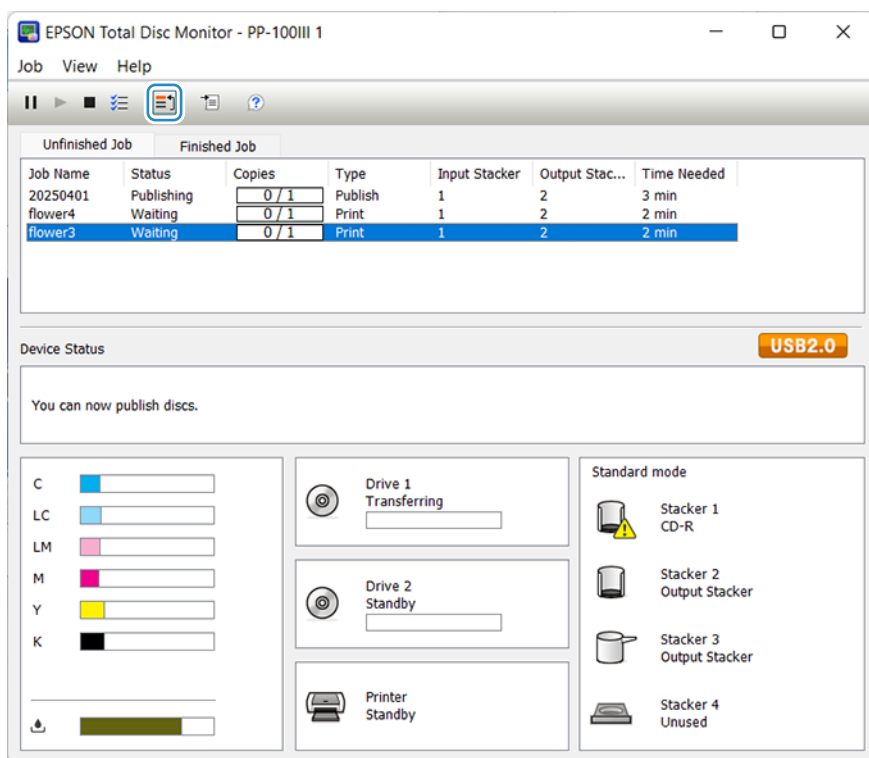 EPSON Total Disc Monitor - PP-100III 1
Job View Help
Unfinished Job Finished Job
Job Name Status Copies Type Input Stacker Output Stac... Time Needed
20250401 Publishing 0 / 1 Publish 1 2 3 min
flower4 Waiting 0 / 1 Print 1 2 2 min
flower3 Waiting 0 / 1 Print 1 2 2 min
Device Status
USB2.0
You can now publish discs.
C
LC
LM
M
Y
K
Drive 1
Transferring
Drive 2
Standby
Printer
Standby
Standard mode
Stacker 1
CD-R
Stacker 2
Output Stacker
Stacker 3
Output Stacker
Stacker 4
Unused